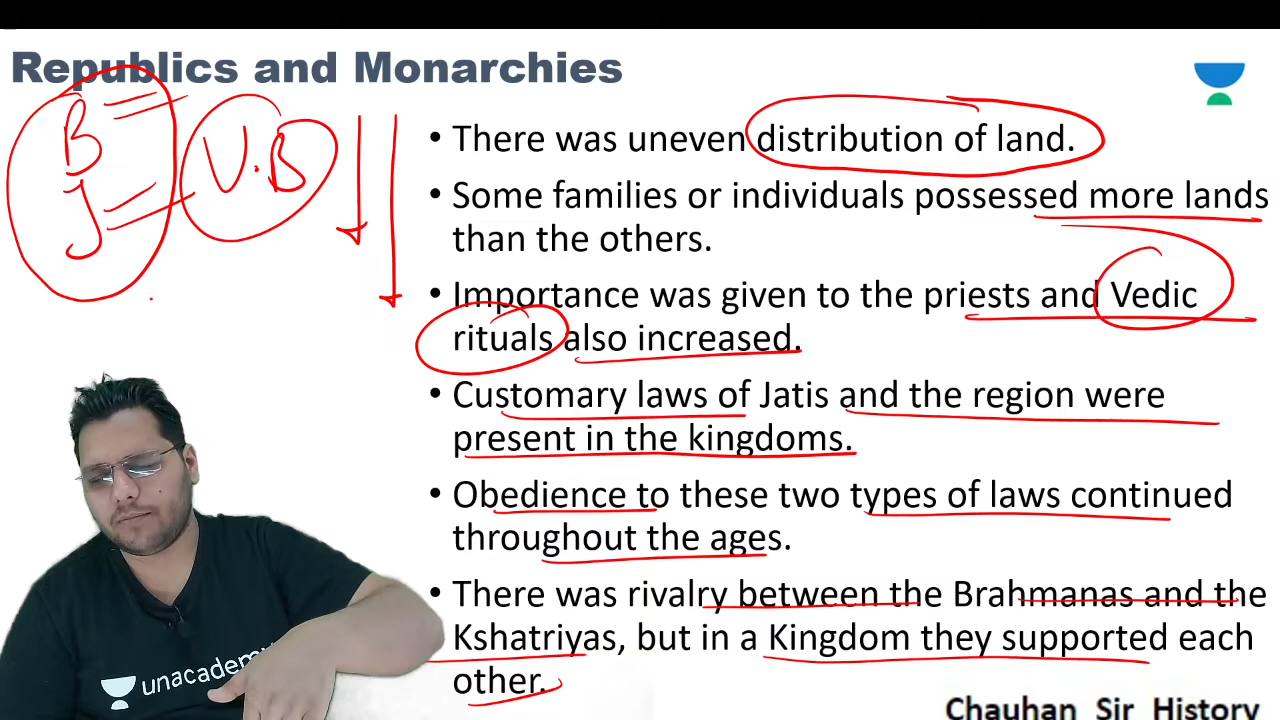 Republics and Monarchies
B
J
V.B
• There was uneven distribution of land.
• Some families or individuals possessed more lands
than the others.
• Importance was given to the priests and Vedic
rituals also increased.
• Customary laws of Jatis and the region were
present in the kingdoms.
• Obedience to these two types of laws continued
throughout the ages.
• There was rivalry between the Brahmanas and the
Kshatriyas, but in a Kingdom they supported each
other.
unacademy
Chauhan Sir History